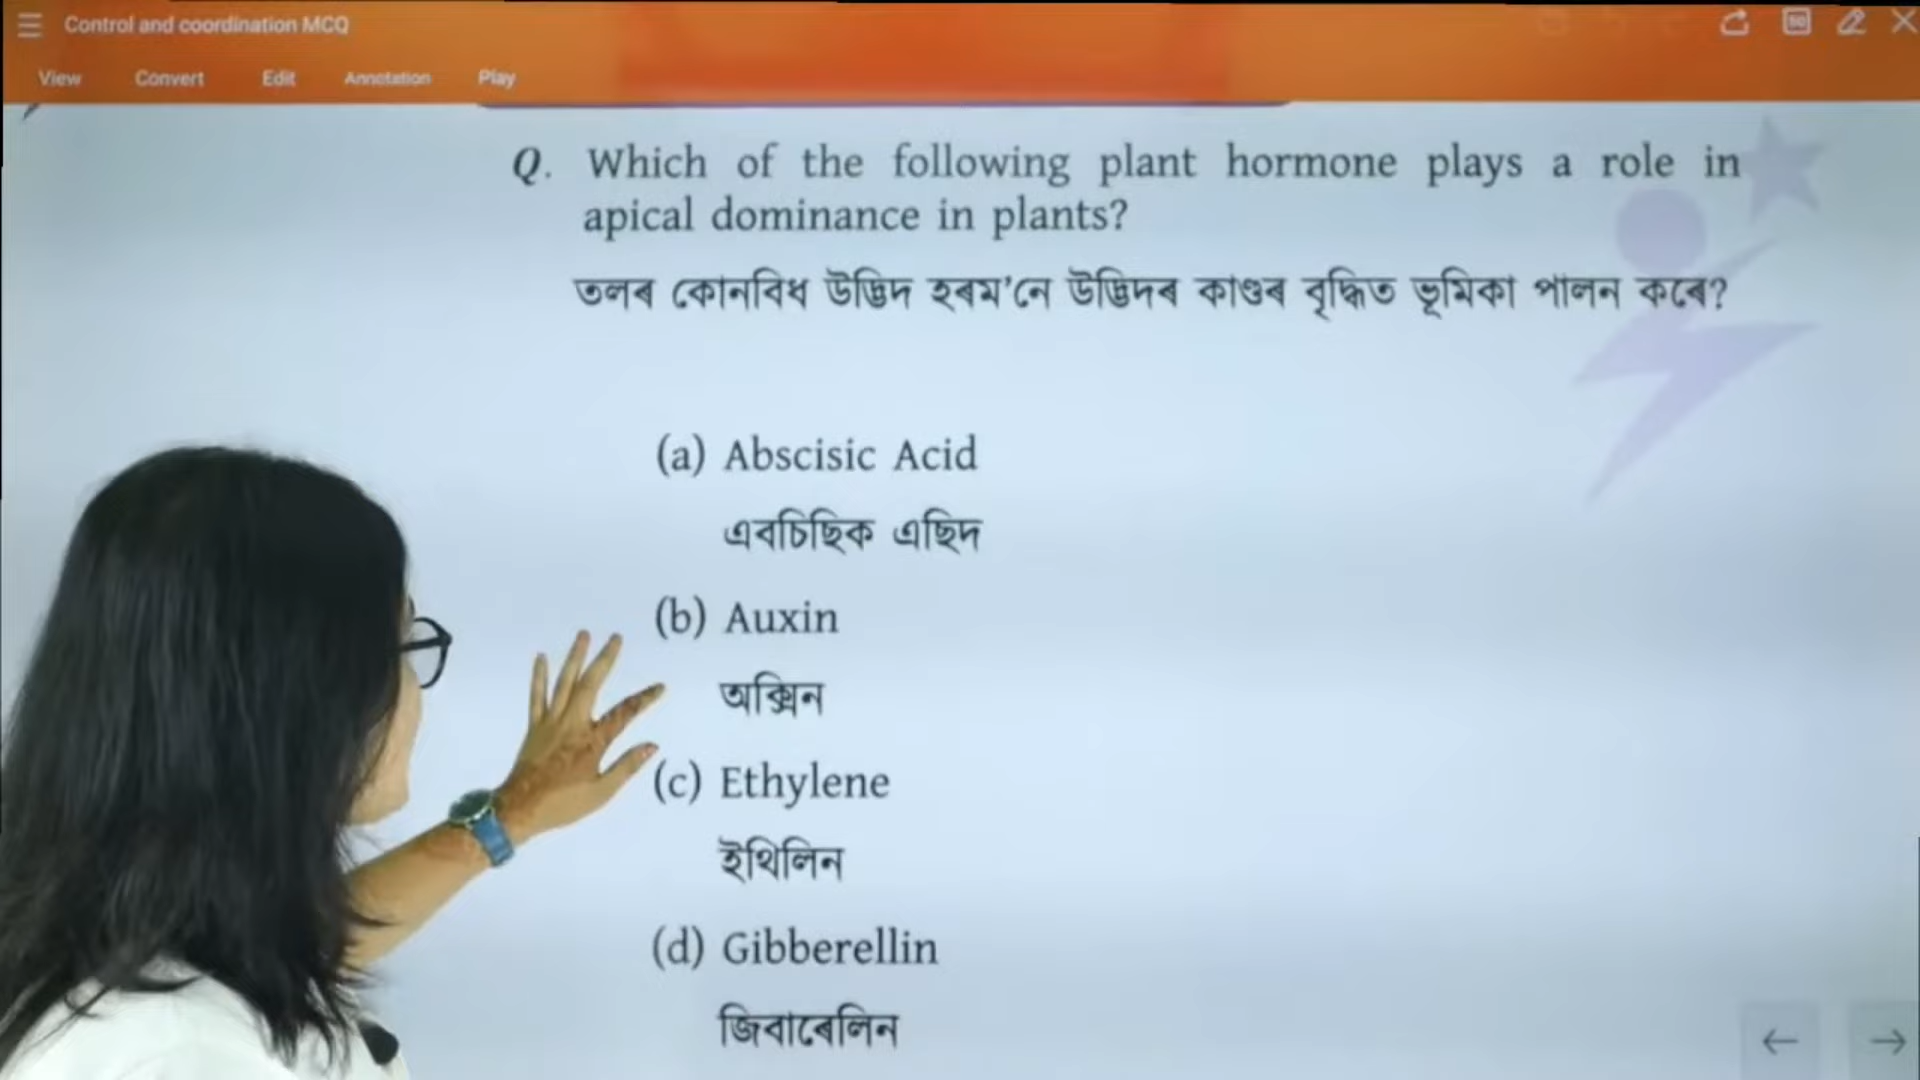 Control and coordination MCQ
50
View Convert Edit Annotation Play
Q. Which of the following plant hormone plays a role in
apical dominance in plants?
তলৰ কোনবিধ উদ্ভিদ হৰম'নে উদ্ভিদৰ কাণ্ডৰ বৃদ্ধিত ভূমিকা পালন কৰে?
(a) Abscisic Acid
এবচিছিক এছিদ
(b) Auxin
অক্সিন
(c) Ethylene
ইথিলিন
(d) Gibberellin
জিবাৰেলিন